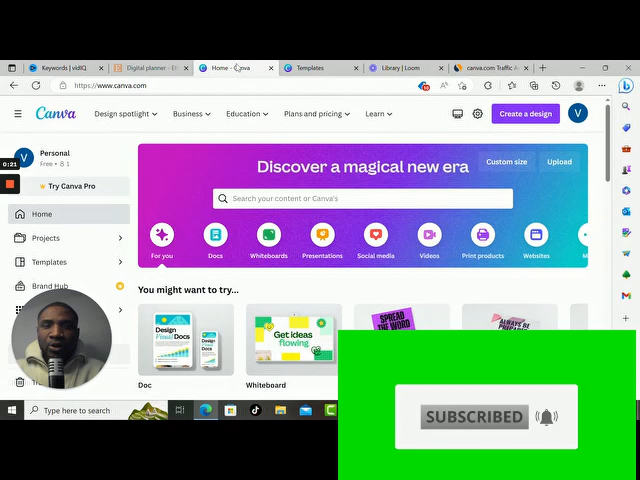 Keywords | vidIQ
Digital planner - Et
Home - Canva
Templates
Library | Loom
canva.com Traffic A
https://www.canva.com
Canva
Design spotlight
Business
Education
Plans and pricing
Learn
Create a design
V
V
Personal
Free • 8 1
0:21
Try Canva Pro
Home
Projects
Templates
Brand Hub
Discover a magical new era
Custom size
Upload
Search your content or Canva's
For you
Docs
Whiteboards
Presentations
Social media
Videos
Print products
Websites
You might want to try...
Design
Visual Docs
Get ideas
flowing
SPREAD
THE WORD
ALWAYS BE
Doc
Whiteboard
Type here to search
SUBSCRIBED